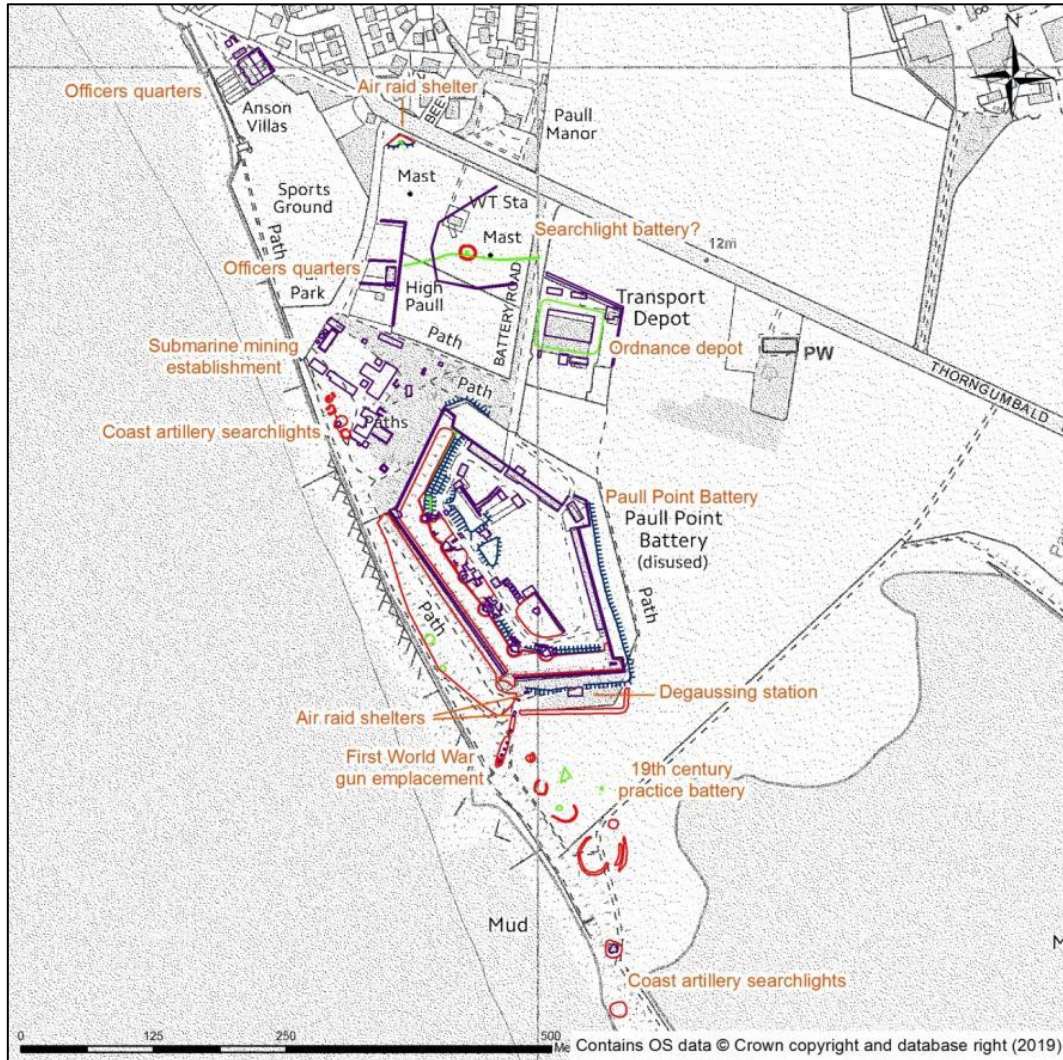 N
Officers quarters
Air raid shelter
Anson
Villas
Paull
Manor
Mast
Sports
Ground
WT Sta
Path
Mast
Searchlight battery?
12m
Officers quarters
High
Paull
Park
BATTERY ROAD
Transport
Depot
Path
Ordnance depot
PW
THORNGUMBALD
Submarine mining
establishment
Path
Coast artillery searchlights
Paths
Paull Point Battery
Paull Point
Battery
(disused)
Path
Path
Degaussing station
Air raid shelters
First World War
gun emplacement
19th century
practice battery
Mud
M
Coast artillery searchlights
0 125 250 500
Me
Contains OS data © Crown copyright and database right (2019)